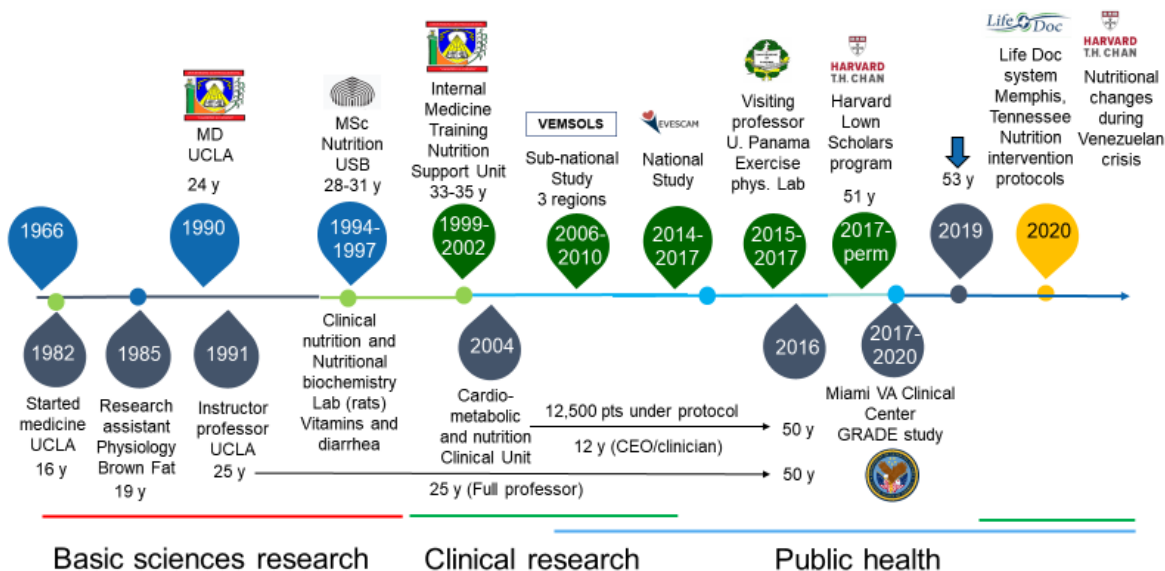 MD
UCLA
24 y
MSc
Nutrition
USB
28-31 y
Internal
Medicine
Training
Nutrition
Support Unit
33-35 y
VEMSOLS
Sub-national
Study
3 regions
EVESCAM
National
Study
Visiting
professor
U. Panama
Exercise
phys. Lab
HARVARD
T.H. CHAN
Harvard
Lown
Scholars
program
51 y
53 y
Life Doc
Life Doc
system
Memphis,
Tennessee
Nutrition
intervention
protocols
HARVARD
T.H. CHAN
Nutritional
changes
during
Venezuelan
crisis
1966
1990
1994-
1997
1999-
2002
2006-
2010
2014-
2017
2015-
2017
2017-
perm
2019
2020
1982
Started
medicine
UCLA
16 y
1985
Research
assistant
Physiology
Brown Fat
19 y
1991
Instructor
professor
UCLA
25 y
Clinical
nutrition and
Nutritional
biochemistry
Lab (rats)
Vitamins and
diarrhea
2004
Cardio-
metabolic
and nutrition
Clinical Unit
12,500 pts under protocol
12 y (CEO/clinician)
50 y
25 y (Full professor)
50 y
2016
2017-
2020
Miami VA Clinical
Center
GRADE study
Basic sciences research
Clinical research
Public health